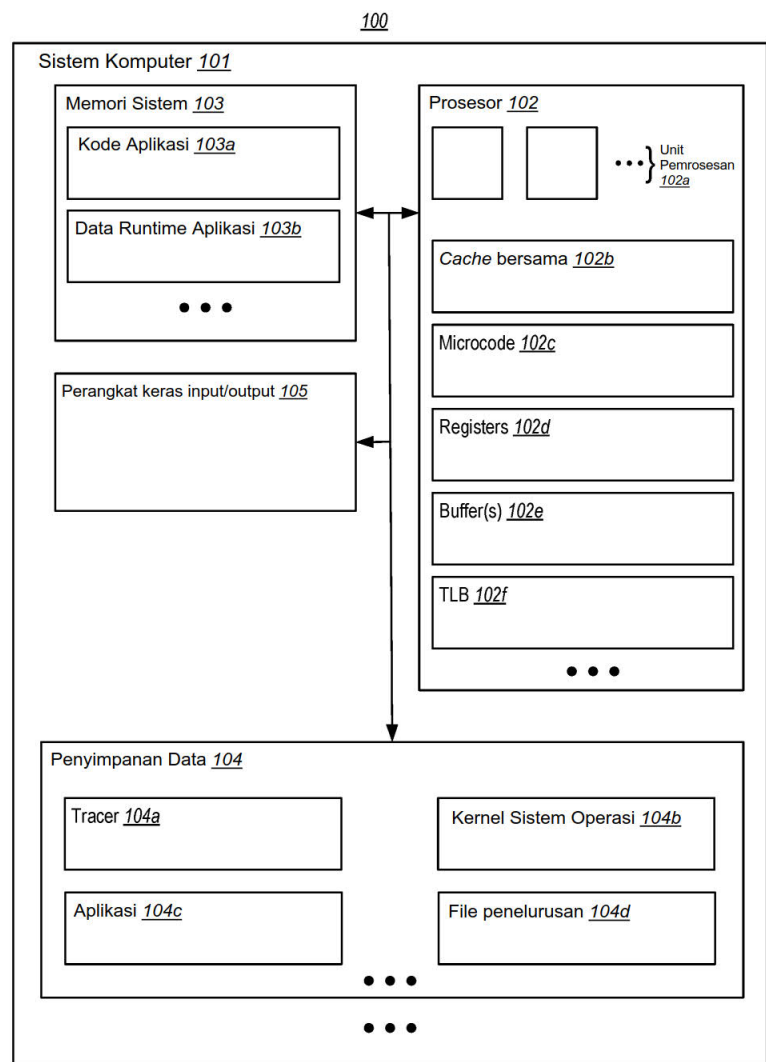 100
Sistem Komputer 101
Memori Sistem 103
Kode Aplikasi 103a
Data Runtime Aplikasi 103b
Perangkat keras input/output 105
Prosesor 102
Unit
Pemrosesan
102a
Cache bersama 102b
Microcode 102c
Registers 102d
Buffer(s) 102e
TLB 102f
Penyimpanan Data 104
Tracer 104a
Kernel Sistem Operasi 104b
Aplikasi 104c
File penelurusan 104d